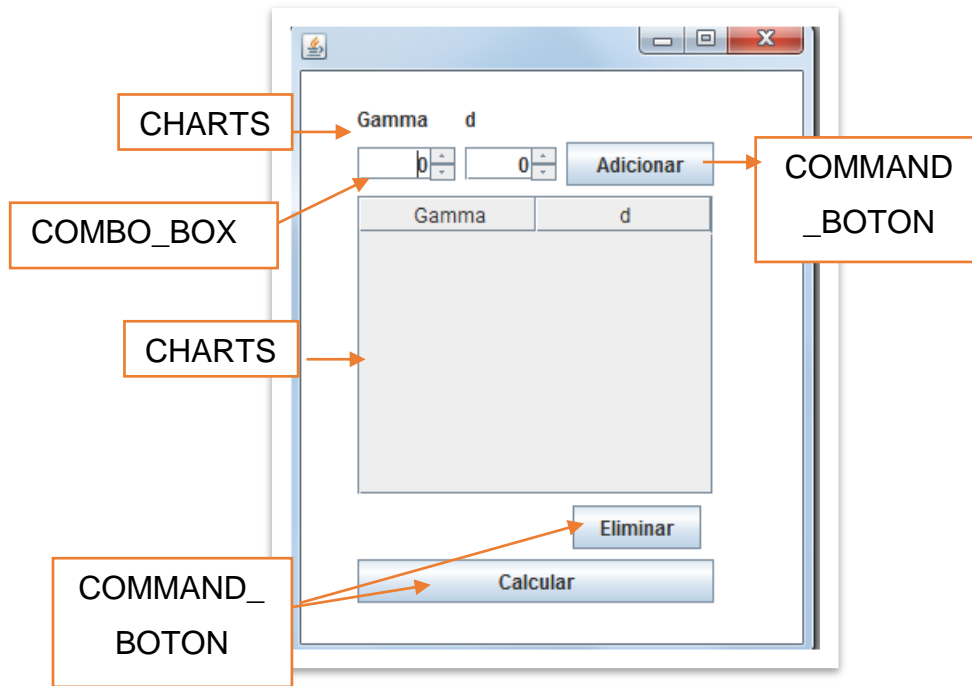 CHARTS
Gamma d
0 0 Adicionar
COMMAND
_BOTON
COMBO_BOX
Gamma d
CHARTS
Eliminar
Calcular
COMMAND_
BOTON